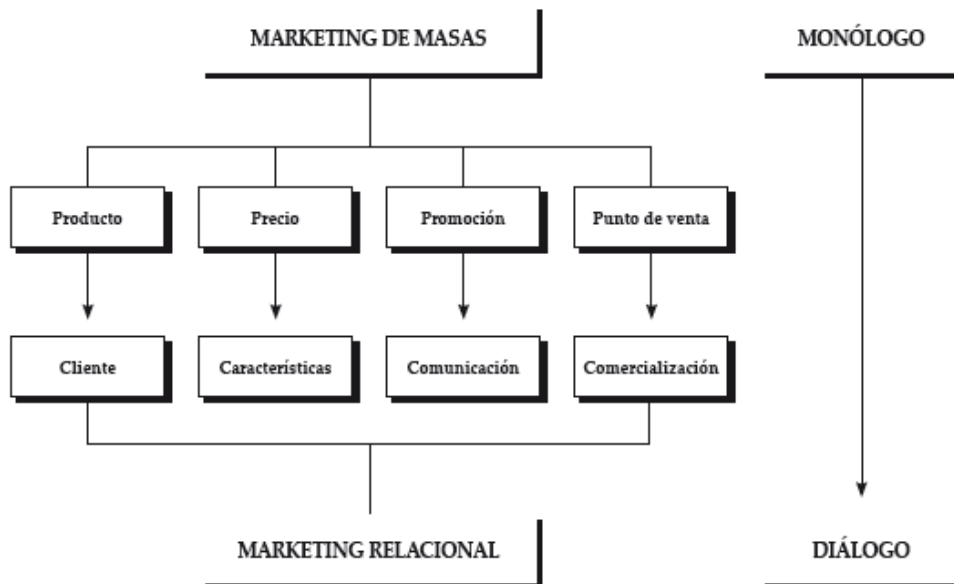 MARKETING DE MASAS
MONÓLOGO
Producto
Precio
Promoción
Punto de venta
Cliente
Características
Comunicación
Comercialización
MARKETING RELACIONAL
DIÁLOGO